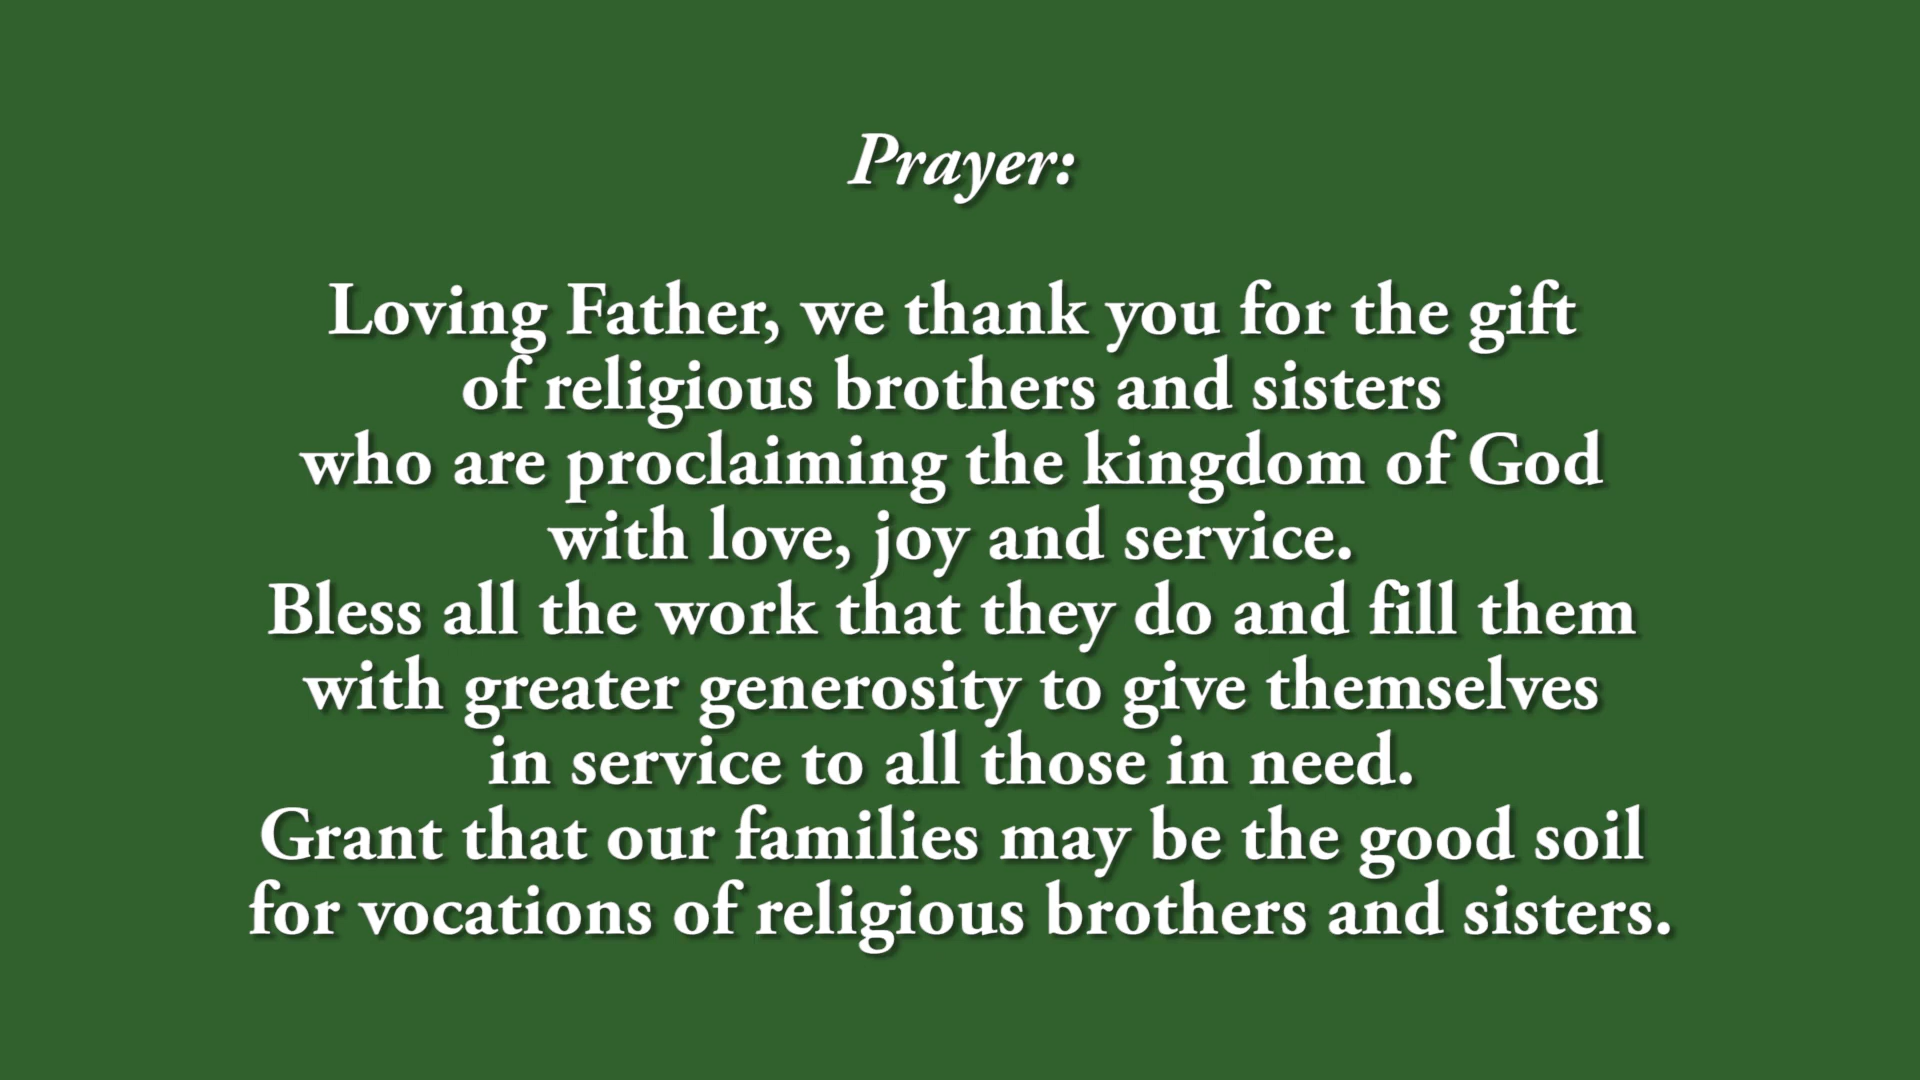 Prayer:
Loving Father, we thank you for the gift
of religious brothers and sisters
who are proclaiming the kingdom of God
with love, joy and service.
Bless all the work that they do and fill them
with greater generosity to give themselves
in service to all those in need.
Grant that our families may be the good soil
for vocations of religious brothers and sisters.